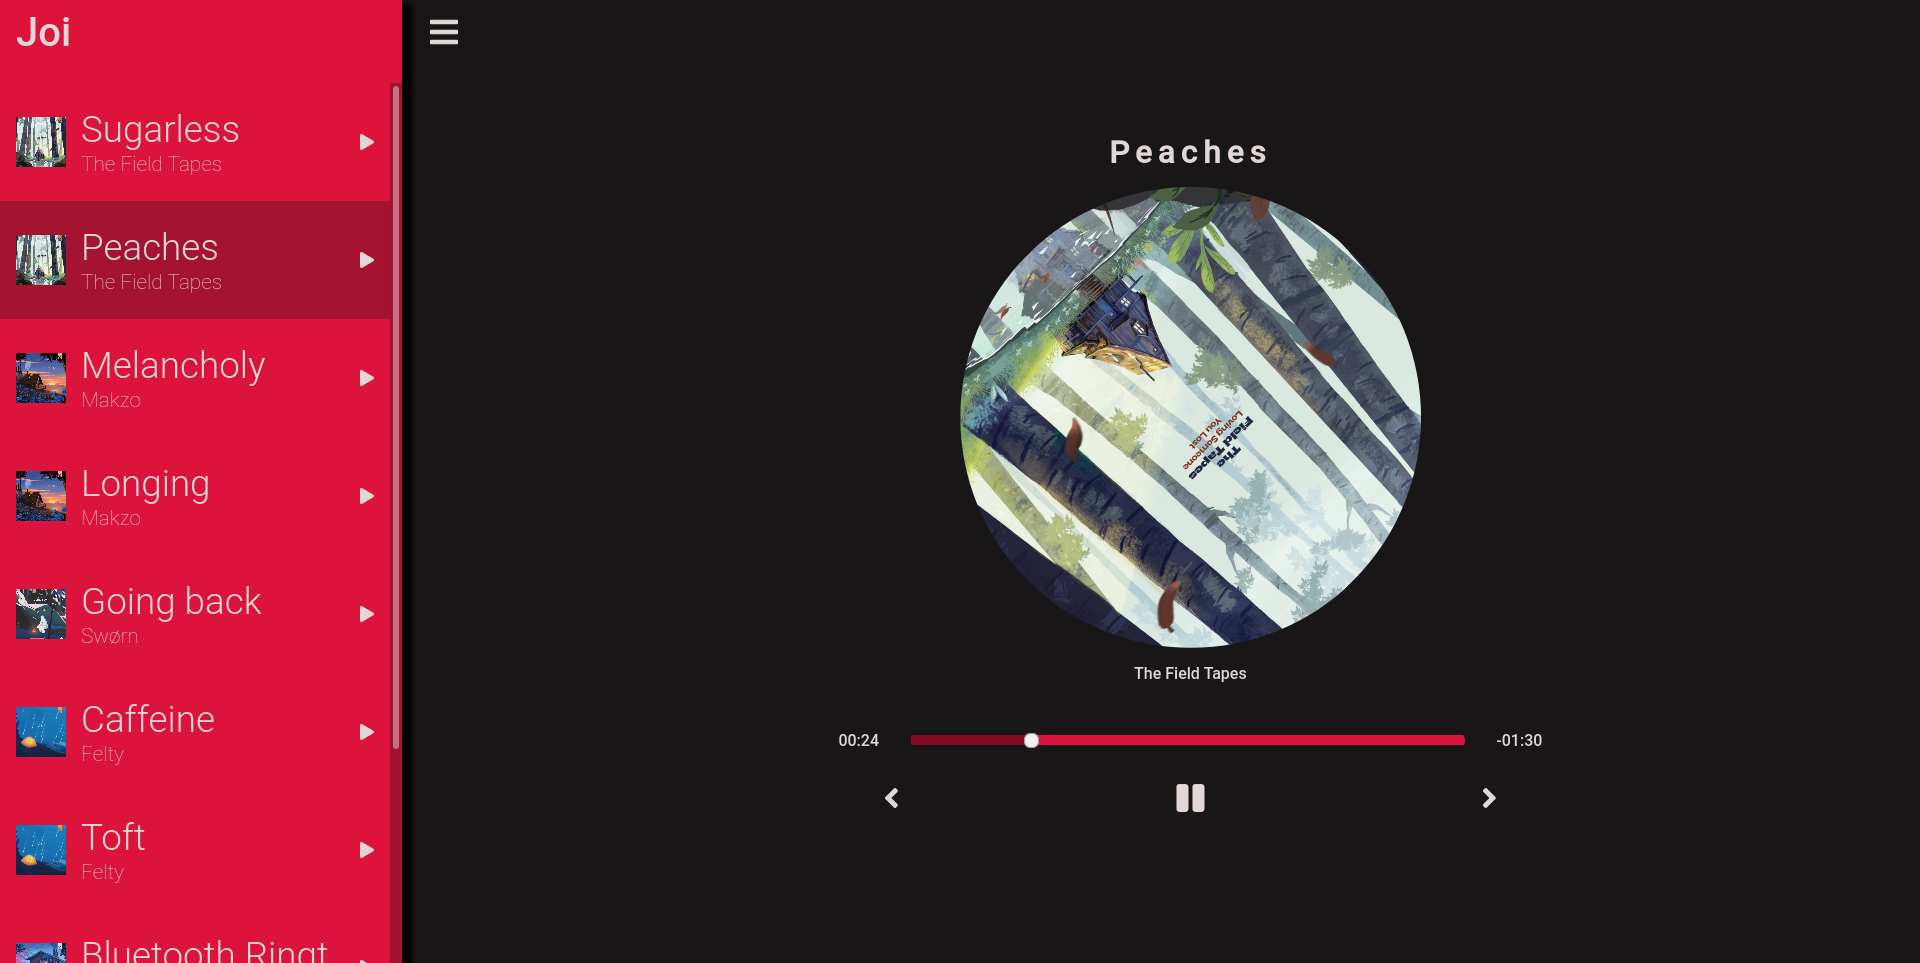 Joi
Sugarless
The Field Tapes
Peaches
The Field Tapes
Melancholy
Makzo
Longing
Makzo
Going back
Swørn
Caffeine
Felty
Toft
Felty
Bluetooth Ringt
Peaches
The
Field Tapes
Loving Someone
You Lost
The Field Tapes
00:24
-01:30